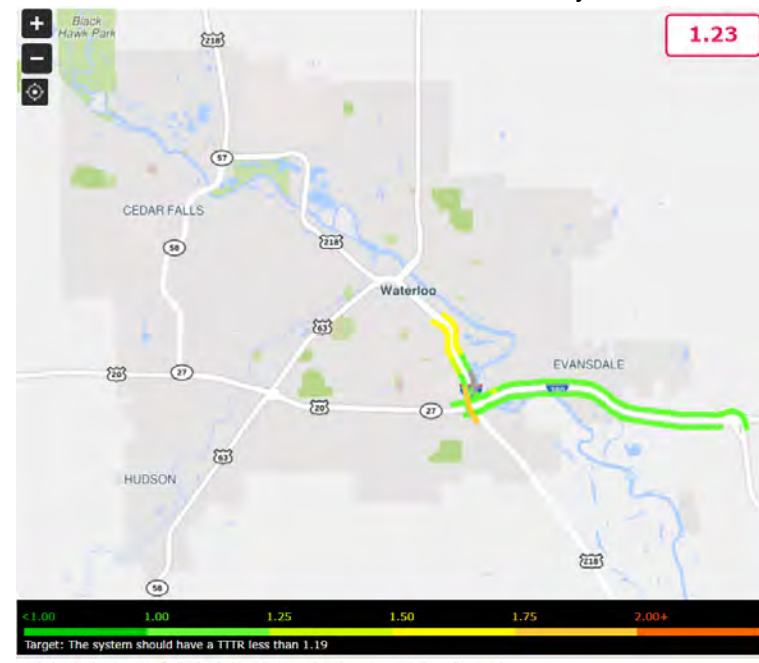 +
−
Black
Hawk Park
218
1.23
57
CEDAR FALLS
58
218
Waterloo
63
EVANSDALE
20
27
380
20
27
63
HUDSON
218
58
<1.00 1.00 1.25 1.50 1.75 2.00+
Target: The system should have a TTTR less than 1.19